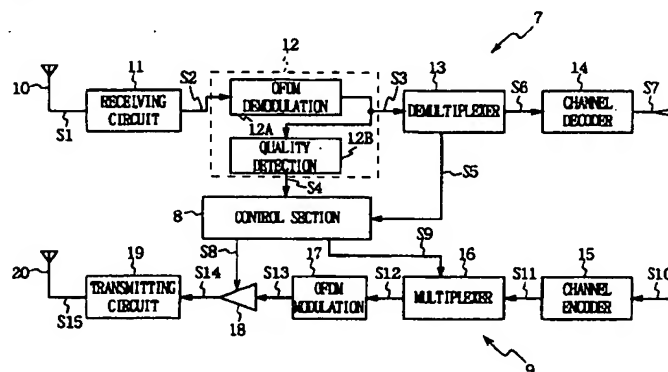 12
7
10
11
S2
S3
13
S6
14
S7
RECEIVING
CIRCUIT
OFDM
DEMODULATION
DEMULTIPLEXER
CHANNEL
DECODER
S1
12A
12B
QUALITY
DETECTION
S4
S5
8
CONTROL SECTION
20
19
S14
S8
S13
17
S12
S9
16
S11
15
S10
TRANSMITTING
CIRCUIT
OFDM
MODULATION
MULTIPLEXER
CHANNEL
ENCODER
S15
18
9